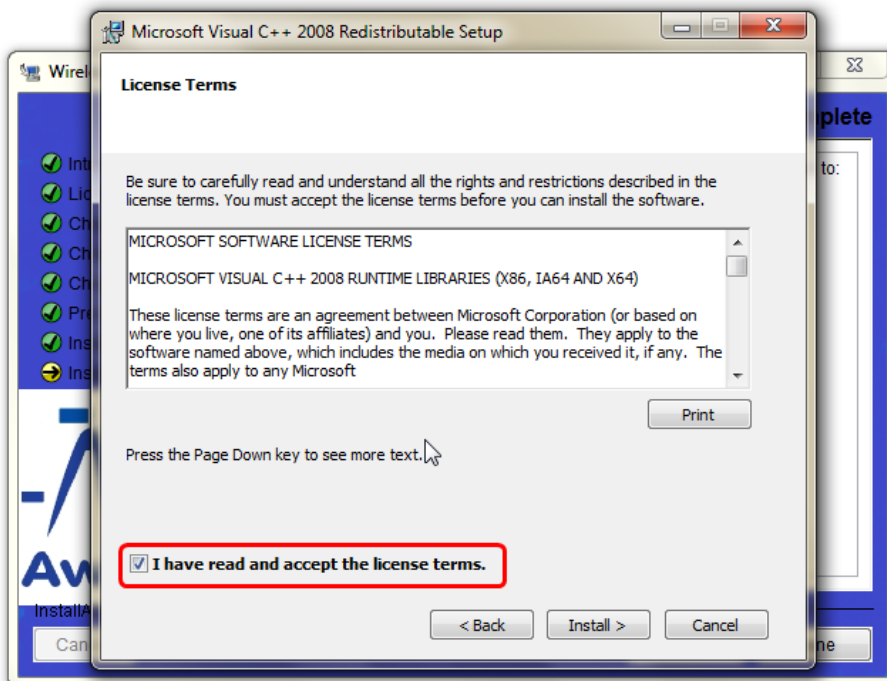 Microsoft Visual C++ 2008 Redistributable Setup
License Terms
Be sure to carefully read and understand all the rights and restrictions described in the
license terms. You must accept the license terms before you can install the software.
MICROSOFT SOFTWARE LICENSE TERMS
MICROSOFT VISUAL C++ 2008 RUNTIME LIBRARIES (X86, IA64 AND X64)
These license terms are an agreement between Microsoft Corporation (or based on
where you live, one of its affiliates) and you.  Please read them.  They apply to the
software named above, which includes the media on which you received it, if any.  The
terms also apply to any Microsoft
Print
Press the Page Down key to see more text.
I have read and accept the license terms.
< Back
Install >
Cancel
to: